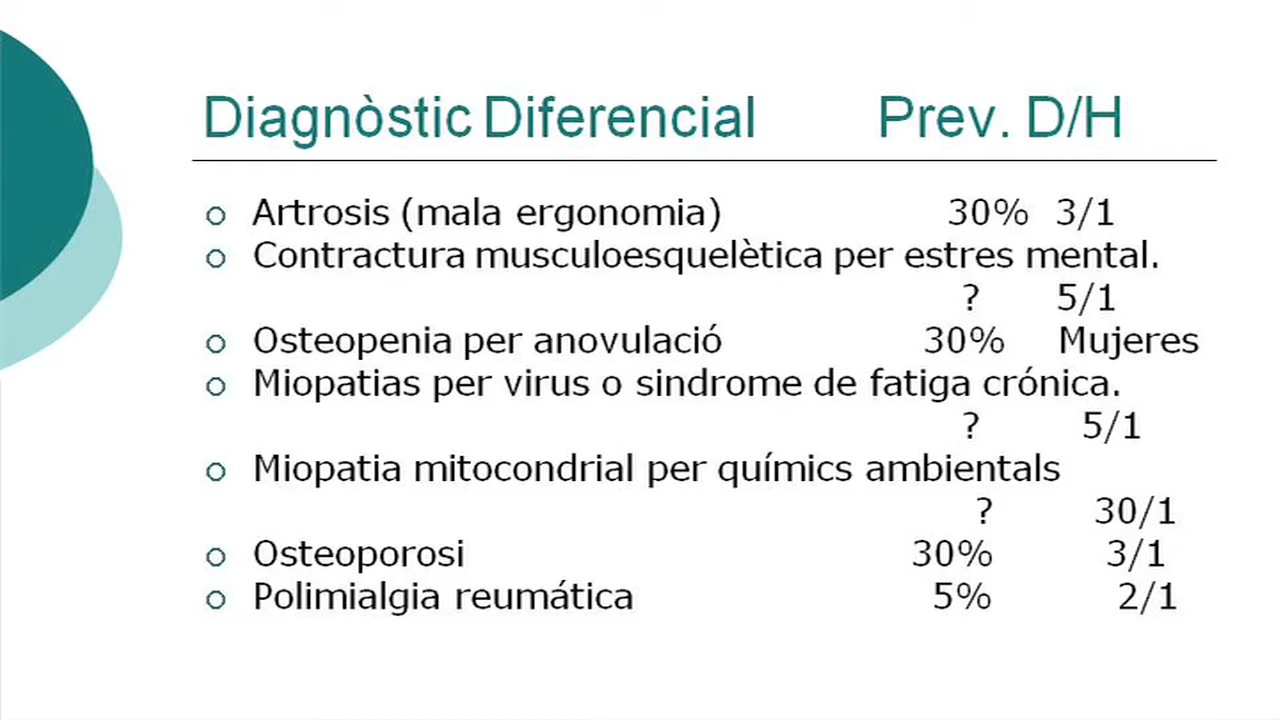 Diagnòstic Diferencial Prev. D/H
Artrosis (mala ergonomia) 30% 3/1
Contractura musculoesquelètica per estres mental.
? 5/1
Osteopenia per anovulació 30% Mujeres
Miopatias per virus o sindrome de fatiga crónica.
? 5/1
Miopatia mitocondrial per químics ambientals
? 30/1
Osteoporosi 30% 3/1
Polimialgia reumática 5% 2/1